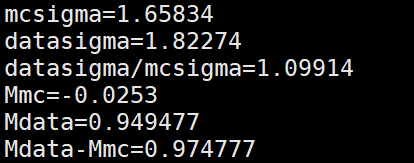 mcsigma=1.65834
datasigma=1.82274
datasigma/mcsigma=1.09914
Mmc=-0.0253
Mdata=0.949477
Mdata-Mmc=0.974777